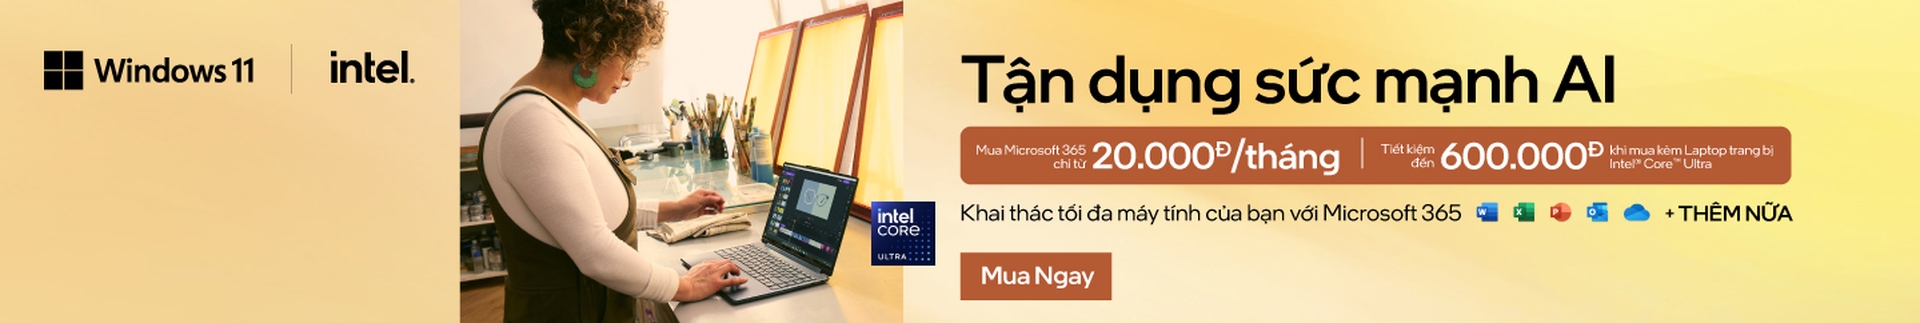 Windows 11
intel.
Tận dụng sức mạnh AI
Mua Microsoft 365
chỉ từ
20.000Đ/tháng
Tiết kiệm
đến
600.000Đ
khi mua kèm Laptop trang bị
Intel® Core™ Ultra
intel
CORE
ULTRA
Khai thác tối đa máy tính của bạn với Microsoft 365
+ THÊM NỮA
Mua Ngay